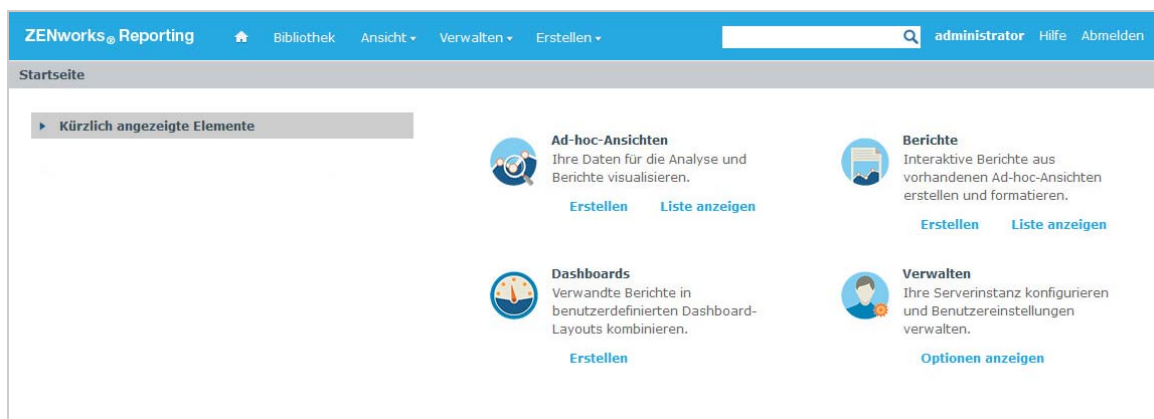 ZENworks® Reporting Bibliothek Ansicht Verwalten Erstellen administrator Hilfe Abmelden
Startseite
Kürzlich angezeigte Elemente
Ad-hoc-Ansichten
Ihre Daten für die Analyse und
Berichte visualisieren.
Erstellen Liste anzeigen
Berichte
Interaktive Berichte aus
vorhandenen Ad-hoc-Ansichten
erstellen und formatieren.
Erstellen Liste anzeigen
Dashboards
Verwandte Berichte in
benutzerdefinierten Dashboard-
Layouts kombinieren.
Erstellen
Verwalten
Ihre Serverinstanz konfigurieren
und Benutzereinstellungen
verwalten.
Optionen anzeigen